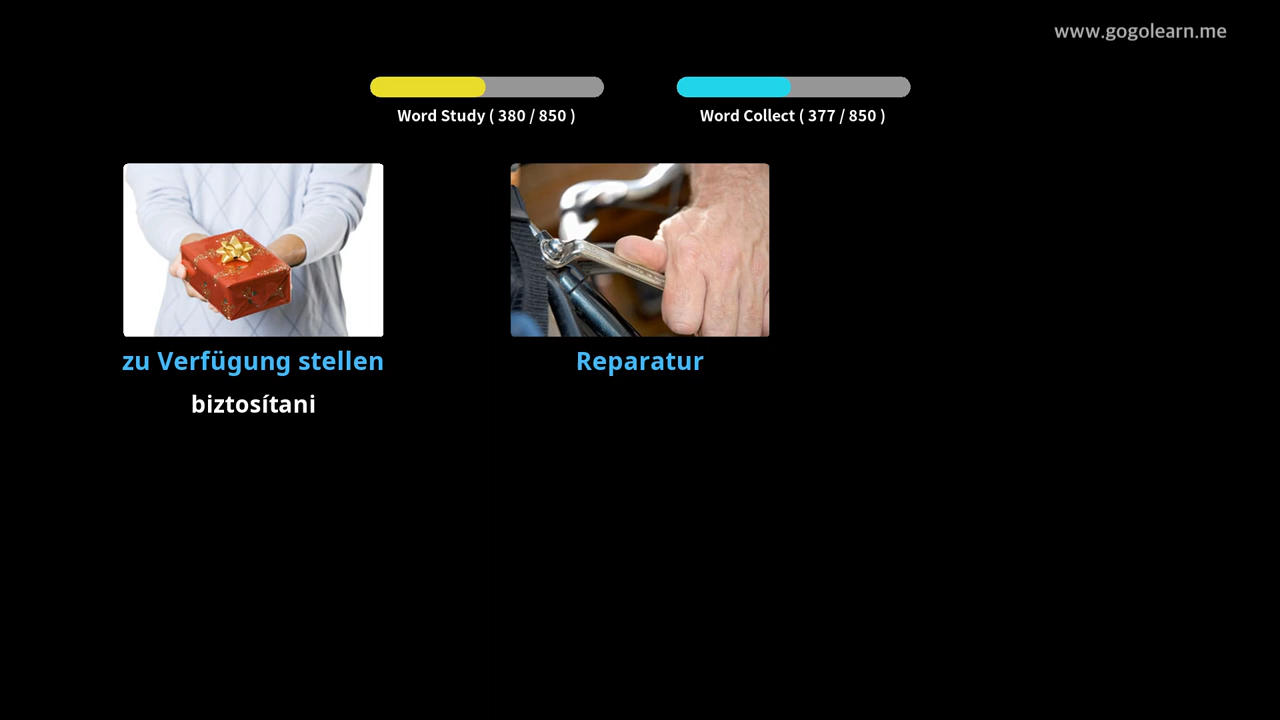 www.gogolearn.me
Word Study ( 380 / 850 )
Word Collect ( 377 / 850 )
zu Verfügung stellen
biztosítani
Reparatur